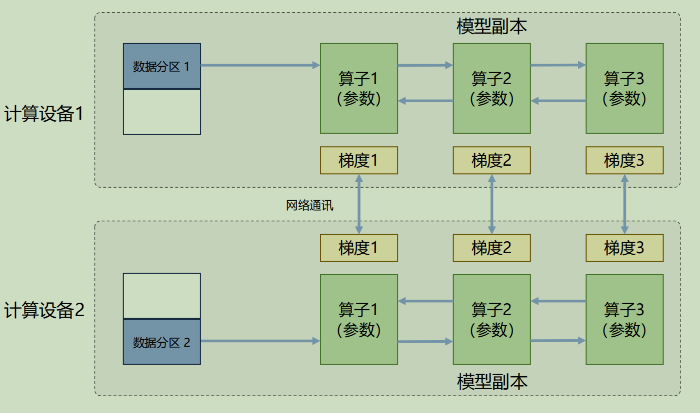 模型副本
数据分区 1
算子1
（参数）
算子2
（参数）
算子3
（参数）
计算设备1
梯度1
梯度2
梯度3
网络通讯
梯度1
梯度2
梯度3
计算设备2
算子1
（参数）
算子2
（参数）
算子3
（参数）
数据分区 2
模型副本